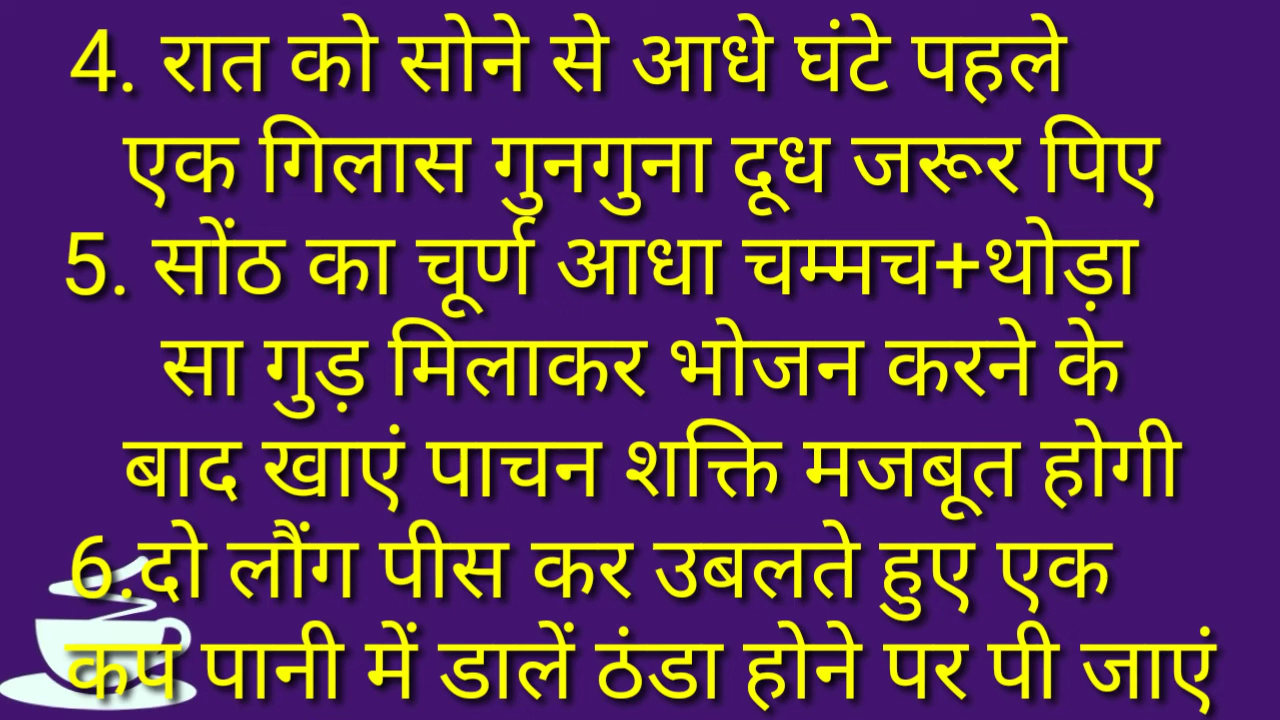 4. रात को सोने से आधे घंटे पहले
एक गिलास गुनगुना दूध जरूर पिए
5. सोंठ का चूर्ण आधा चम्मच+थोड़ा
सा गुड़ मिलाकर भोजन करने के
बाद खाएं पाचन शक्ति मजबूत होगी
6.दो लौंग पीस कर उबलते हुए एक
कप पानी में डालें ठंडा होने पर पी जाएं